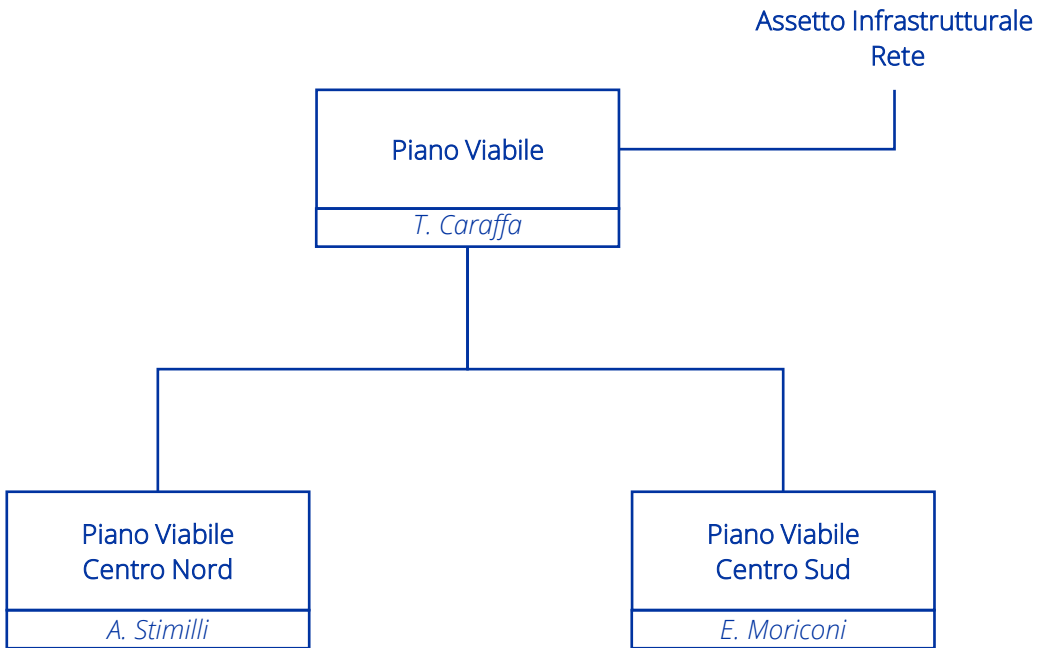 Assetto Infrastrutturale
Rete
Piano Viabile
T. Caraffa
Piano Viabile
Centro Nord
A. Stimilli
Piano Viabile
Centro Sud
E. Moriconi